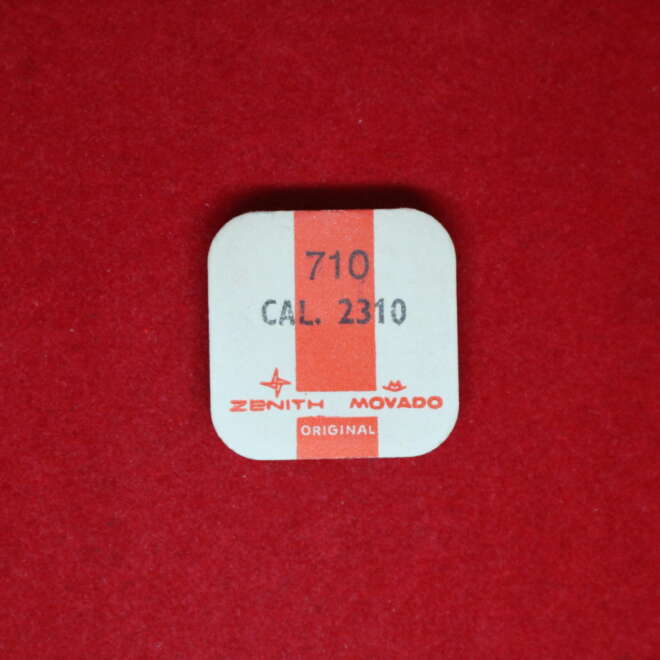 710
CAL. 2310
ZENITH MOVADO
ORIGINAL